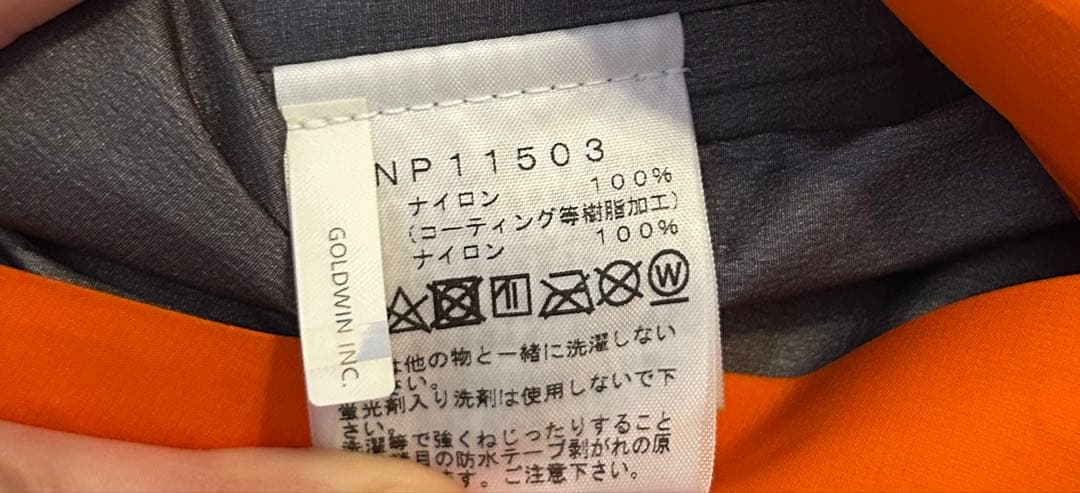 NP11503
ナイロン 100%
(コーティング等樹脂加工)
ナイロン 100%
W
は他の物と一緒に洗濯しない
い。
蛍光剤入り洗剤は使用しないで下
さい。
洗濯等で強くねじったりすること
目の防水テープ剥がれの原
ます。ご注意下さい。
GOLDWIN INC.